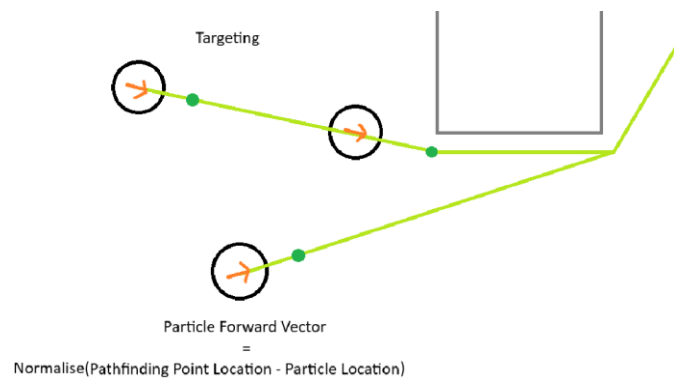 Targeting
Particle Forward Vector
=
Normalise(Pathfinding Point Location - Particle Location)